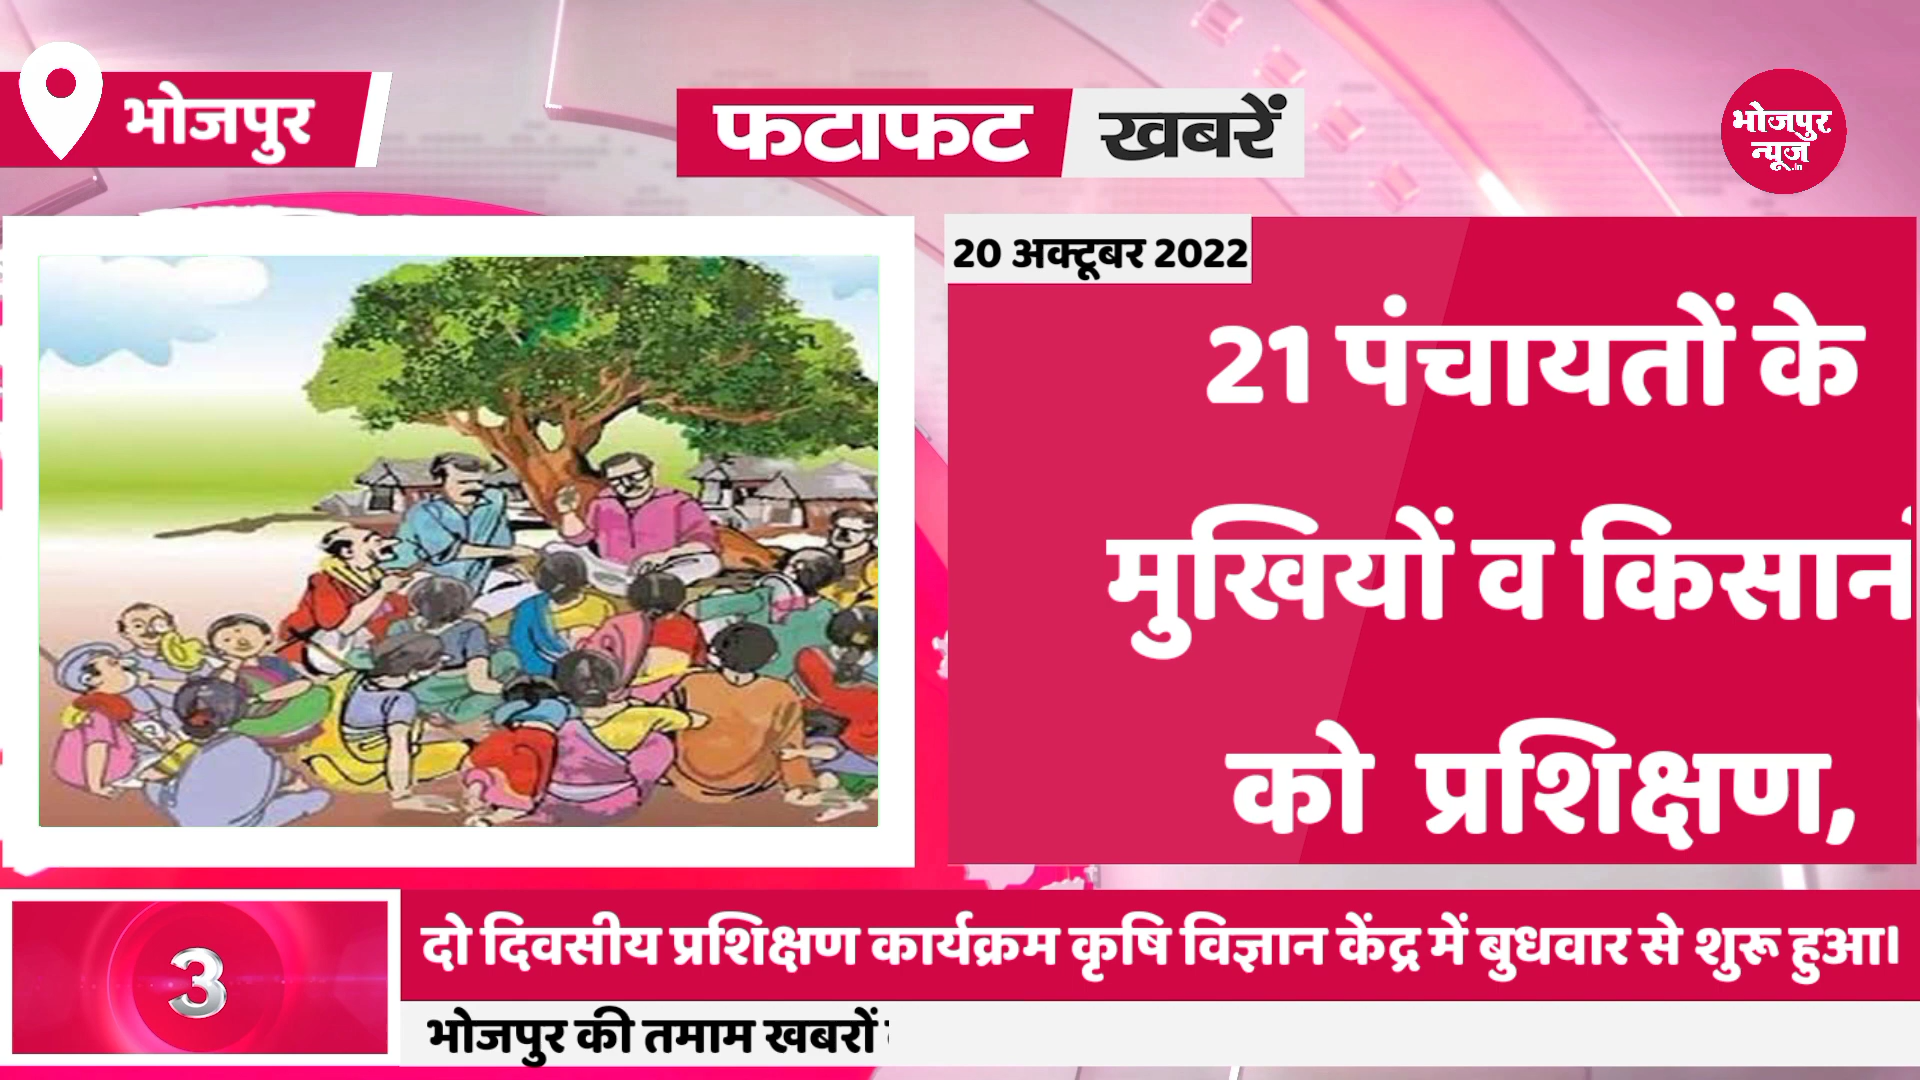 भोजपुर
फटाफट खबरें
भोजपुर
न्यूज़.in
20 अक्टूबर 2022
21 पंचायतों के
मुखियों व
को प्रशिक्षण,
3
दो दिवसीय प्रशिक्षण कार्यक्रम कृषि विज्ञान केंद्र में बुधवार से शुरू हुआ।
भोजपुर की तमाम खबरों